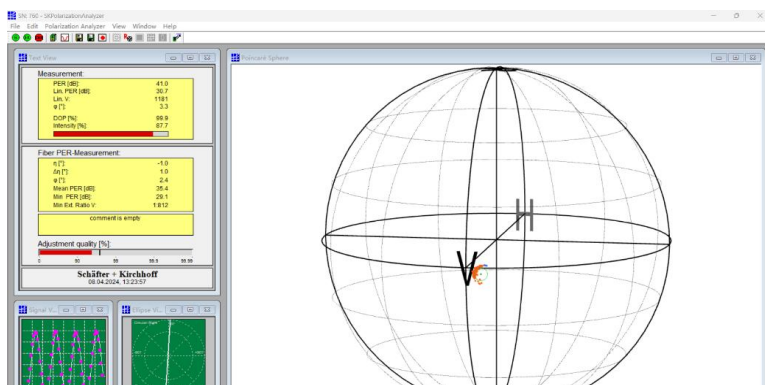 SN: 160 - SKPolarizationAnalyzer
File Edit Polarization Analyzer View Window Help
Text View
Measurement:
PER [dB]: 41.0
Lin. PER [dB]: 30.7
Lin. V: 1181
φ [°]: 3.3
DOP [%]: 99.9
Intensity [%]: 87.7
Fiber PER-Measurement:
η [°]: -1.0
Δη [°]: 1.0
φ [°]: 2.4
Mean PER [dB]: 35.4
Min PER [dB]: 29.1
Min Ext. Ratio V: 1:812
comment is empty
Adjustment quality [%]:
0 90 99 99.9 99.99
Schäfter + Kirchhoff
08.04.2024, 13:23:57
Signal V...
Ellipse Vi...
Poincaré Sphere
H
V